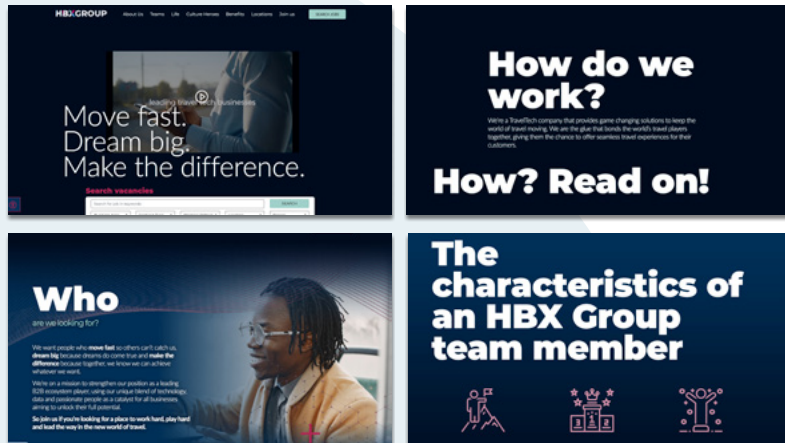 HBXGROUP
About Us Teams Life Culture Heroes Benefits Locations Join us
SEARCH JOBS
leading travel tech businesses
Move fast.
Dream big.
Make the difference.
Search vacancies
SEARCH
How do we
work?
We're a TravelTech company that provides game changing solutions to keep the
world of travel moving. We are the glue that bonds the world's travel players
together, giving them the chance to offer seamless travel experiences for their
customers.
How? Read on!
Who
are we looking for?
We want people who move fast so others can't catch us,
dream big because dreams do come true and make the
difference because together, we know we can achieve
whatever we want.
We're on a mission to strengthen our position as a leading
B2B ecosystem player, using our unique blend of technology,
data and passionate people as a catalyst for all businesses
aiming to unlock their full potential.
So join us if you're looking for a place to work hard, play hard
and lead the way in the new world of travel.
The
characteristics of
an HBX Group
team member
3 1 2